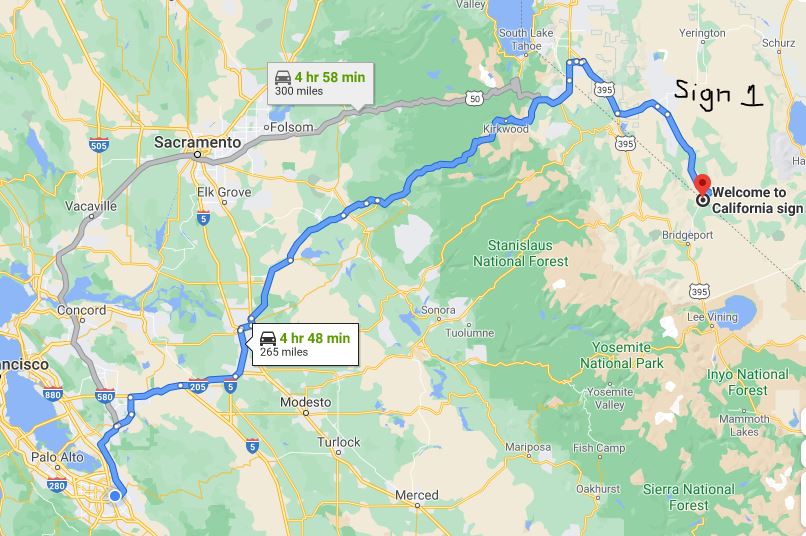 Valley
South Lake
Tahoe
Yerington
Schurz
395
Sign 1
4 hr 58 min
300 miles
50
Folsom
505
Sacramento
Kirkwood
395
Ha
Elk Grove
Welcome to
California sign
Vacaville
5
Bridgeport
Stanislaus
National Forest
395
Concord
Sonora
Lee Vining
Tuolumne
4 hr 48 min
265 miles
Yosemite
National Park
ncisco
880
580
205
5
Inyo National
Forest
Yosemite
Valley
Modesto
Mammoth
Lakes
Turlock
5
Palo Alto
Mariposa
Fish Camp
280
Merced
Oakhurst
Sierra National
Forest